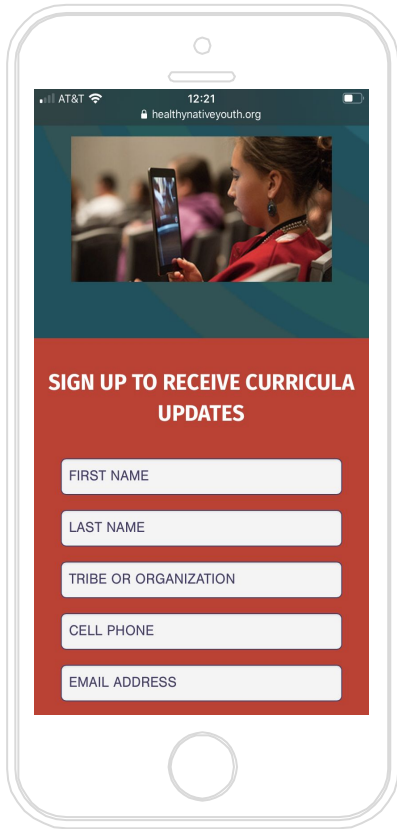 AT&T 12:21
healthynativeyouth.org
SIGN UP TO RECEIVE CURRICULA
UPDATES
FIRST NAME
LAST NAME
TRIBE OR ORGANIZATION
CELL PHONE
EMAIL ADDRESS